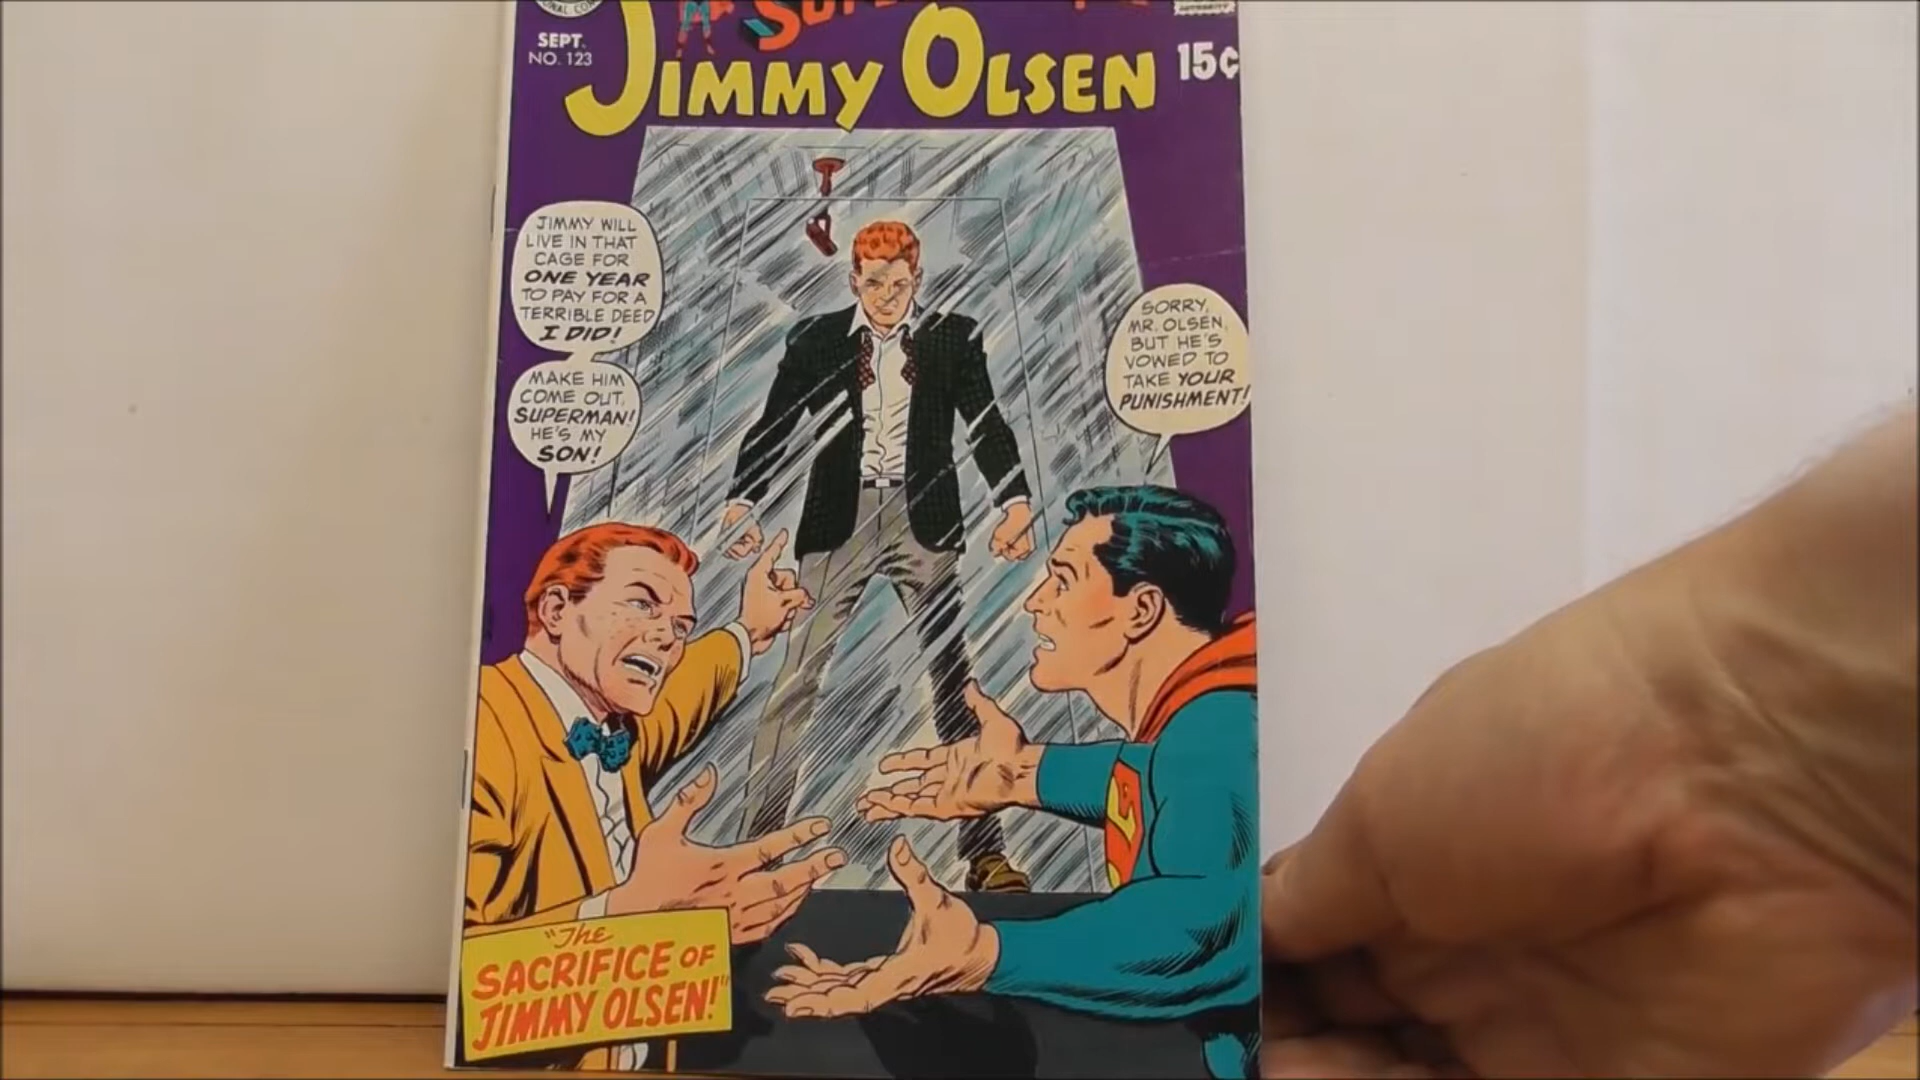 SEPT.
NO. 123
JIMMY OLSEN
15¢
JIMMY WILL
LIVE IN THAT
CAGE FOR
ONE YEAR
TO PAY FOR A
TERRIBLE DEED
I DID!
MAKE HIM
COME OUT,
SUPERMAN!
HE'S MY
SON!
SORRY,
MR. OLSEN,
BUT HE'S
VOWED TO
TAKE YOUR
PUNISHMENT!
"The
SACRIFICE OF
JIMMY OLSEN!"